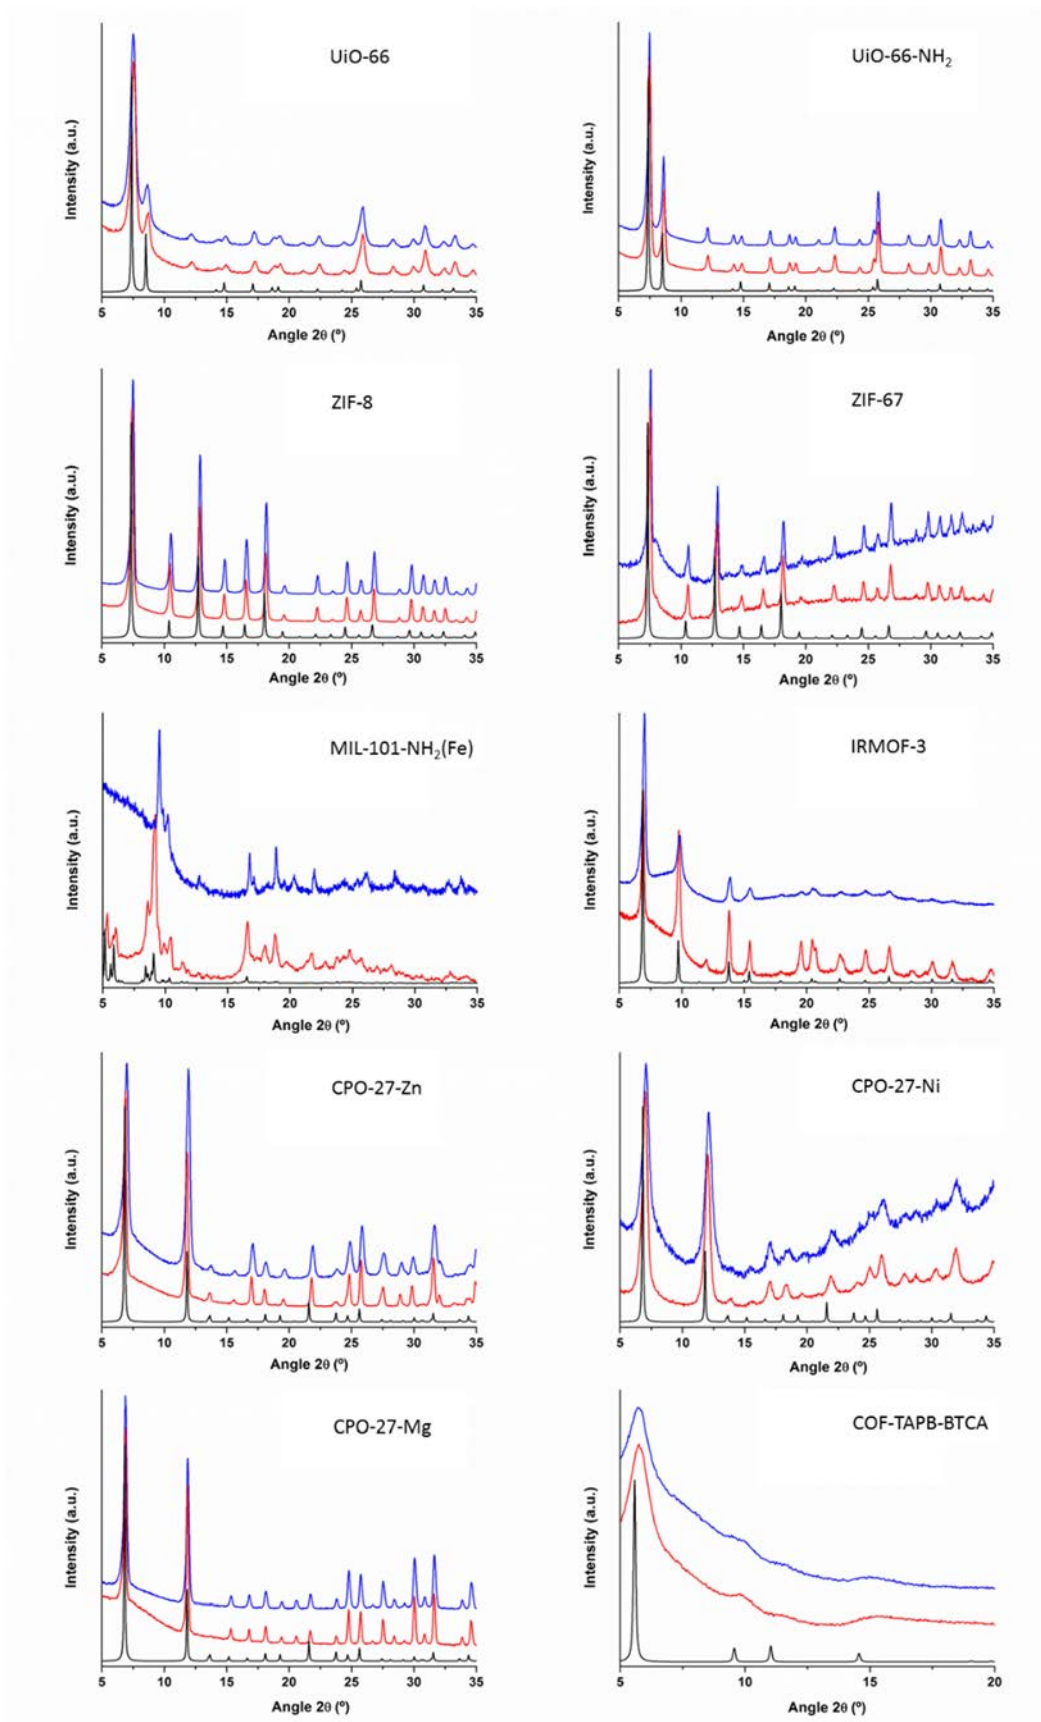 UiO-66
Intensity (a.u.)
5 10 15 20 25 30 35
Angle 2θ (º)
UiO-66-NH₂
Intensity (a.u.)
5 10 15 20 25 30 35
Angle 2θ (º)
ZIF-8
Intensity (a.u.)
5 10 15 20 25 30 35
Angle 2θ (º)
ZIF-67
Intensity (a.u.)
5 10 15 20 25 30 35
Angle 2θ (º)
MIL-101-NH₂(Fe)
Intensity (a.u.)
5 10 15 20 25 30 35
Angle 2θ (º)
IRMOF-3
Intensity (a.u.)
5 10 15 20 25 30 35
Angle 2θ (º)
CPO-27-Zn
Intensity (a.u.)
5 10 15 20 25 30 35
Angle 2θ (º)
CPO-27-Ni
Intensity (a.u.)
5 10 15 20 25 30 35
Angle 2θ (º)
CPO-27-Mg
Intensity (a.u.)
5 10 15 20 25 30 35
Angle 2θ (º)
COF-TAPB-BTCA
Intensity (a.u.)
5 10 15 20
Angle 2θ (º)